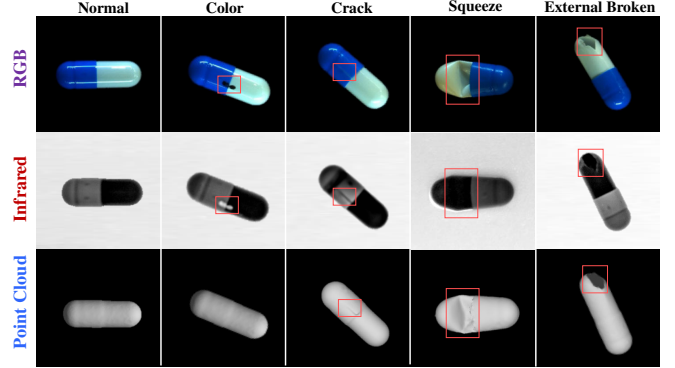 Normal Color Crack Squeeze External Broken
RGB
Infrared
Point Cloud